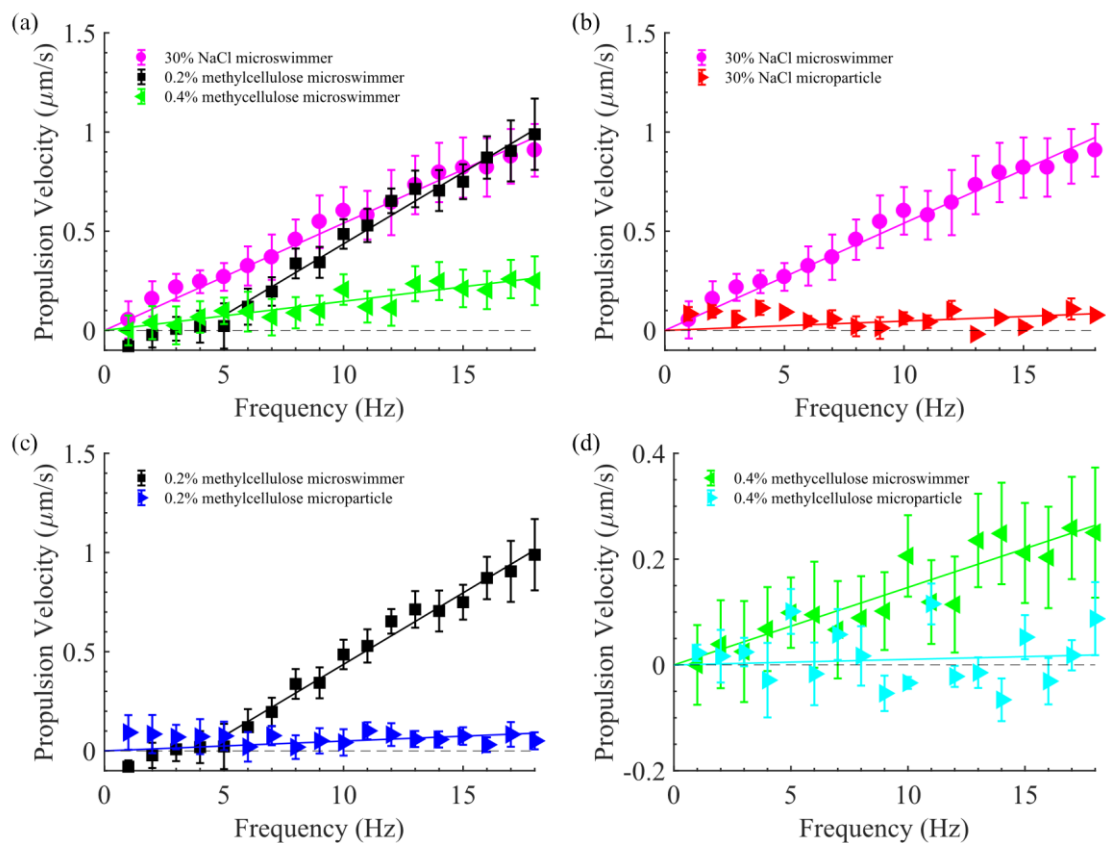 (a)
1.5
1
0.5
0
Propulsion Velocity (μm/s)
30% NaCl microswimmer
0.2% methylcellulose microswimmer
0.4% methycellulose microswimmer
0 5 10 15
Frequency (Hz)
(b)
1.5
1
0.5
0
Propulsion Velocity (μm/s)
30% NaCl microswimmer
30% NaCl microparticle
0 5 10 15
Frequency (Hz)
(c)
1.5
1
0.5
0
Propulsion Velocity (μm/s)
0.2% methylcellulose microswimmer
0.2% methylcellulose microparticle
0 5 10 15
Frequency (Hz)
(d)
0.4
0.2
0
-0.2
Propulsion Velocity (μm/s)
0.4% methylcellulose microswimmer
0.4% methylcellulose microparticle
0 5 10 15
Frequency (Hz)